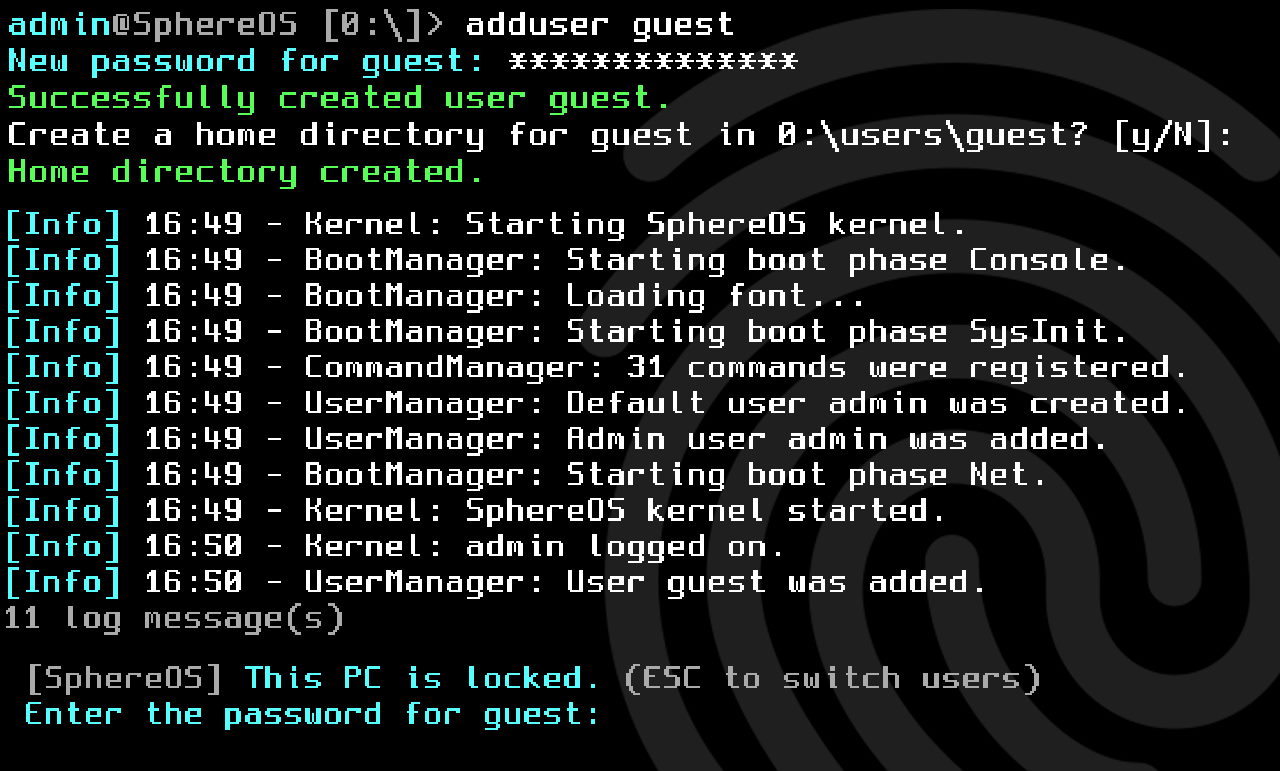 admin@SphereOS [0:\]> adduser guest
New password for guest: **************
Successfully created user guest.
Create a home directory for guest in 0:\users\guest? [y/N]:
Home directory created.
[Info] 16:49 - Kernel: Starting SphereOS kernel.
[Info] 16:49 - BootManager: Starting boot phase Console.
[Info] 16:49 - BootManager: Loading font...
[Info] 16:49 - BootManager: Starting boot phase SysInit.
[Info] 16:49 - CommandManager: 31 commands were registered.
[Info] 16:49 - UserManager: Default user admin was created.
[Info] 16:49 - UserManager: Admin user admin was added.
[Info] 16:49 - BootManager: Starting boot phase Net.
[Info] 16:49 - Kernel: SphereOS kernel started.
[Info] 16:50 - Kernel: admin logged on.
[Info] 16:50 - UserManager: User guest was added.
11 log message(s)
[SphereOS] This PC is locked. (ESC to switch users)
Enter the password for guest: